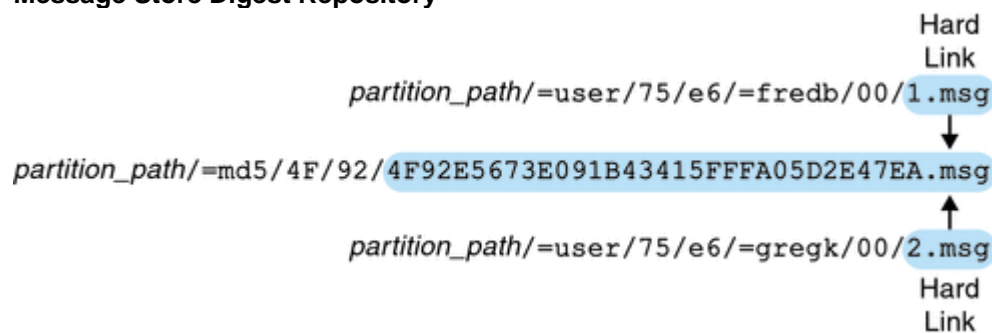 Message Store Digest Repository
Hard
Link
partition_path/=user/75/e6/=fredb/00/1.msg
partition_path/=md5/4F/92/4F92E5673E091B43415FFFA05D2E47EA.msg
partition_path/=user/75/e6/=gregk/00/2.msg
Hard
Link